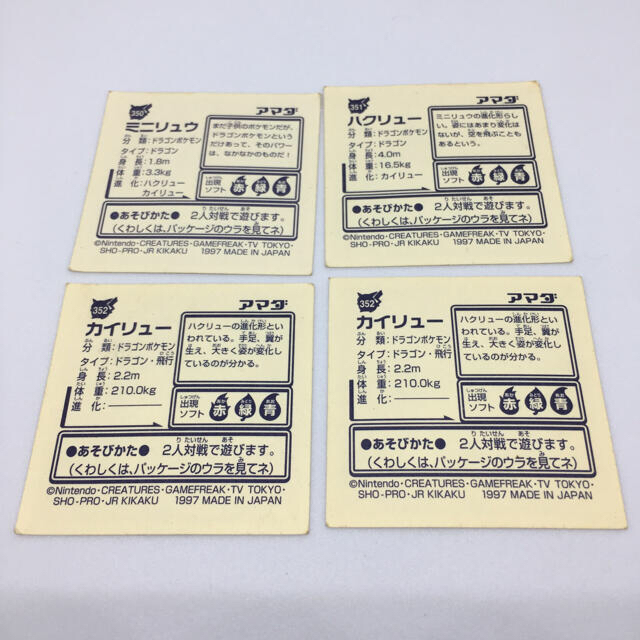 350
アマダ
ミニリュウ
分類:ドラゴンポケモン
タイプ:ドラゴン
身長:1.8m
体重:3.3kg
進化:ハクリュー
カイリュー
まだ子供のポケモンだが、
ドラゴンポケモンという
だけあって、そのパワー
は、なかなかのものだ!
出現
ソフト
赤 緑 青
●あそびかた● 2人対戦で遊びます。
(くわしくは、パッケージのウラを見てネ)
©Nintendo・CREATURES・GAMEFREAK・TV TOKYO・
SHO-PRO・JR KIKAKU 1997 MADE IN JAPAN
351
アマダ
ハクリュー
分類:ドラゴンポケモン
タイプ:ドラゴン
身長:4.0m
体重:16.5kg
進化:カイリュー
ミニリュウの進化形らし
い。姿にはあまり変化は
ないが、空を飛ぶことも
あるという。
出現
ソフト
赤 緑 青
●あそびかた● 2人対戦で遊びます。
(くわしくは、パッケージのウラを見てネ)
©Nintendo・CREATURES・GAMEFREAK・TV TOKYO・
SHO-PRO・JR KIKAKU 1997 MADE IN JAPAN
352
アマダ
カイリュー
分類:ドラゴンポケモン
タイプ:ドラゴン・飛行
身長:2.2m
体重:210.0kg
進化:————
ハクリューの進化形とい
われている。手足、翼が
生え、大きく姿が変化し
ているのが分かる。
出現
ソフト
赤 緑 青
●あそびかた● 2人対戦で遊びます。
(くわしくは、パッケージのウラを見てネ)
©Nintendo・CREATURES・GAMEFREAK・TV TOKYO・
SHO-PRO・JR KIKAKU 1997 MADE IN JAPAN
352
アマダ
カイリュー
分類:ドラゴンポケモン
タイプ:ドラゴン・飛行
身長:2.2m
体重:210.0kg
進化:————
ハクリューの進化形とい
われている。手足、翼が
生え、大きく姿が変化し
ているのが分かる。
出現
ソフト
赤 緑 青
●あそびかた● 2人対戦で遊びます。
(くわしくは、パッケージのウラを見てネ)
©Nintendo・CREATURES・GAMEFREAK・TV TOKYO・
SHO-PRO・JR KIKAKU 1997 MADE IN JAPAN